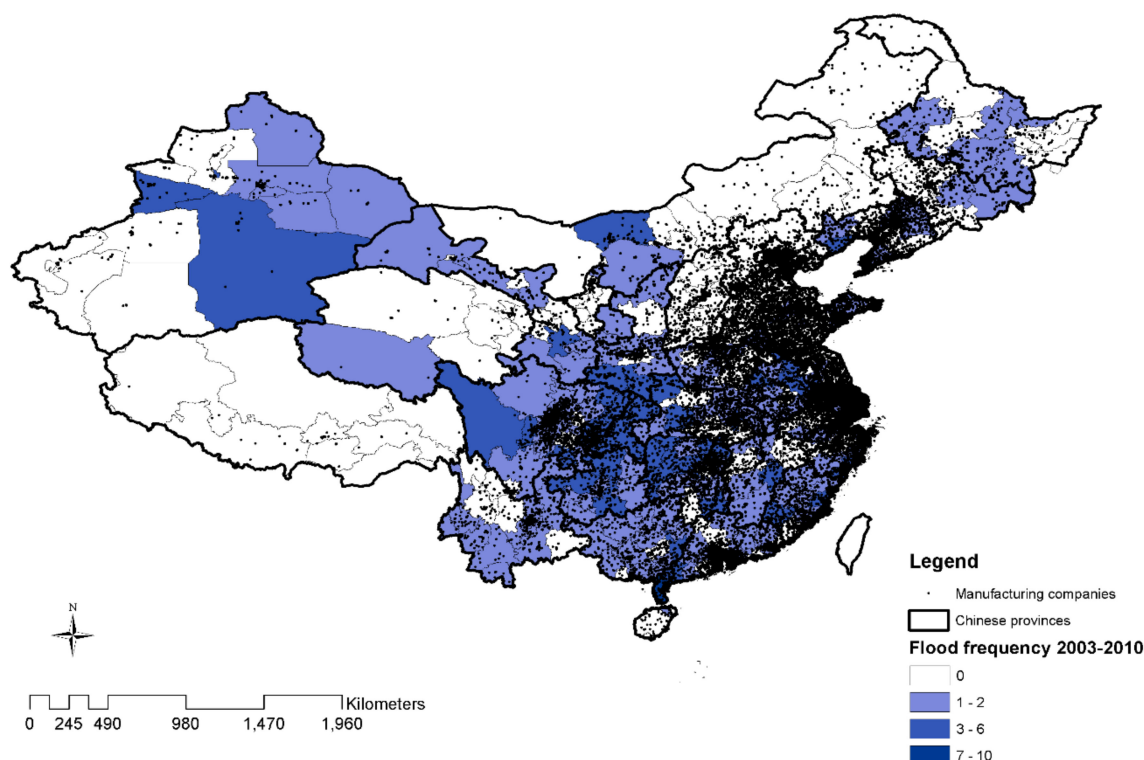 N
Kilometers
0 245 490 980 1,470 1,960
Legend
Manufacturing companies
Chinese provinces
Flood frequency 2003-2010
0
1 - 2
3 - 6
7 - 10